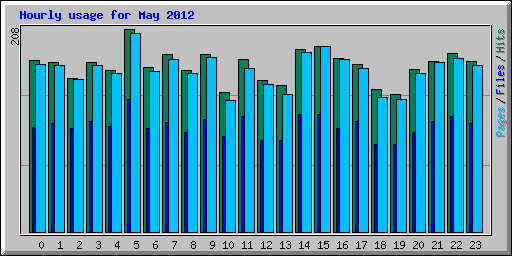 Hourly usage for May 2012
208
Pages/Files/Hits
0 1 2 3 4 5 6 7 8 9 10 11 12 13 14 15 16 17 18 19 20 21 22 23